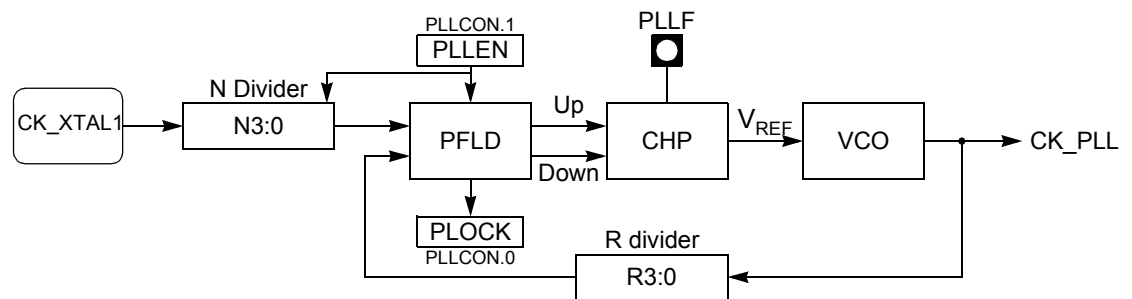 PLLCON.1
PLLEN
PLLF
N Divider
CK_XTAL1
N3:0
PFLD
Up
Down
CHP
VREF
VCO
CK_PLL
PLOCK
PLLCON.0
R divider
R3:0